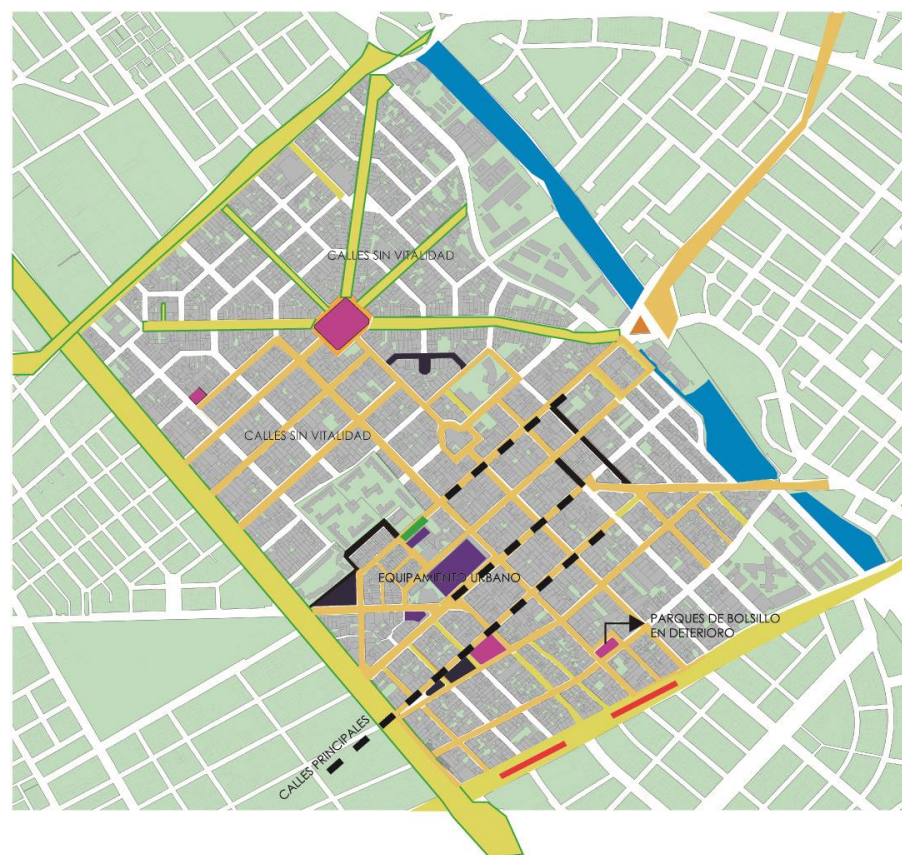 CALLES SIN VITALIDAD
CALLES SIN VITALIDAD
EQUIPAMIENTO URBANO
PARQUES DE BOLSILLO
EN DETERIORO
CALLES PRINCIPALES